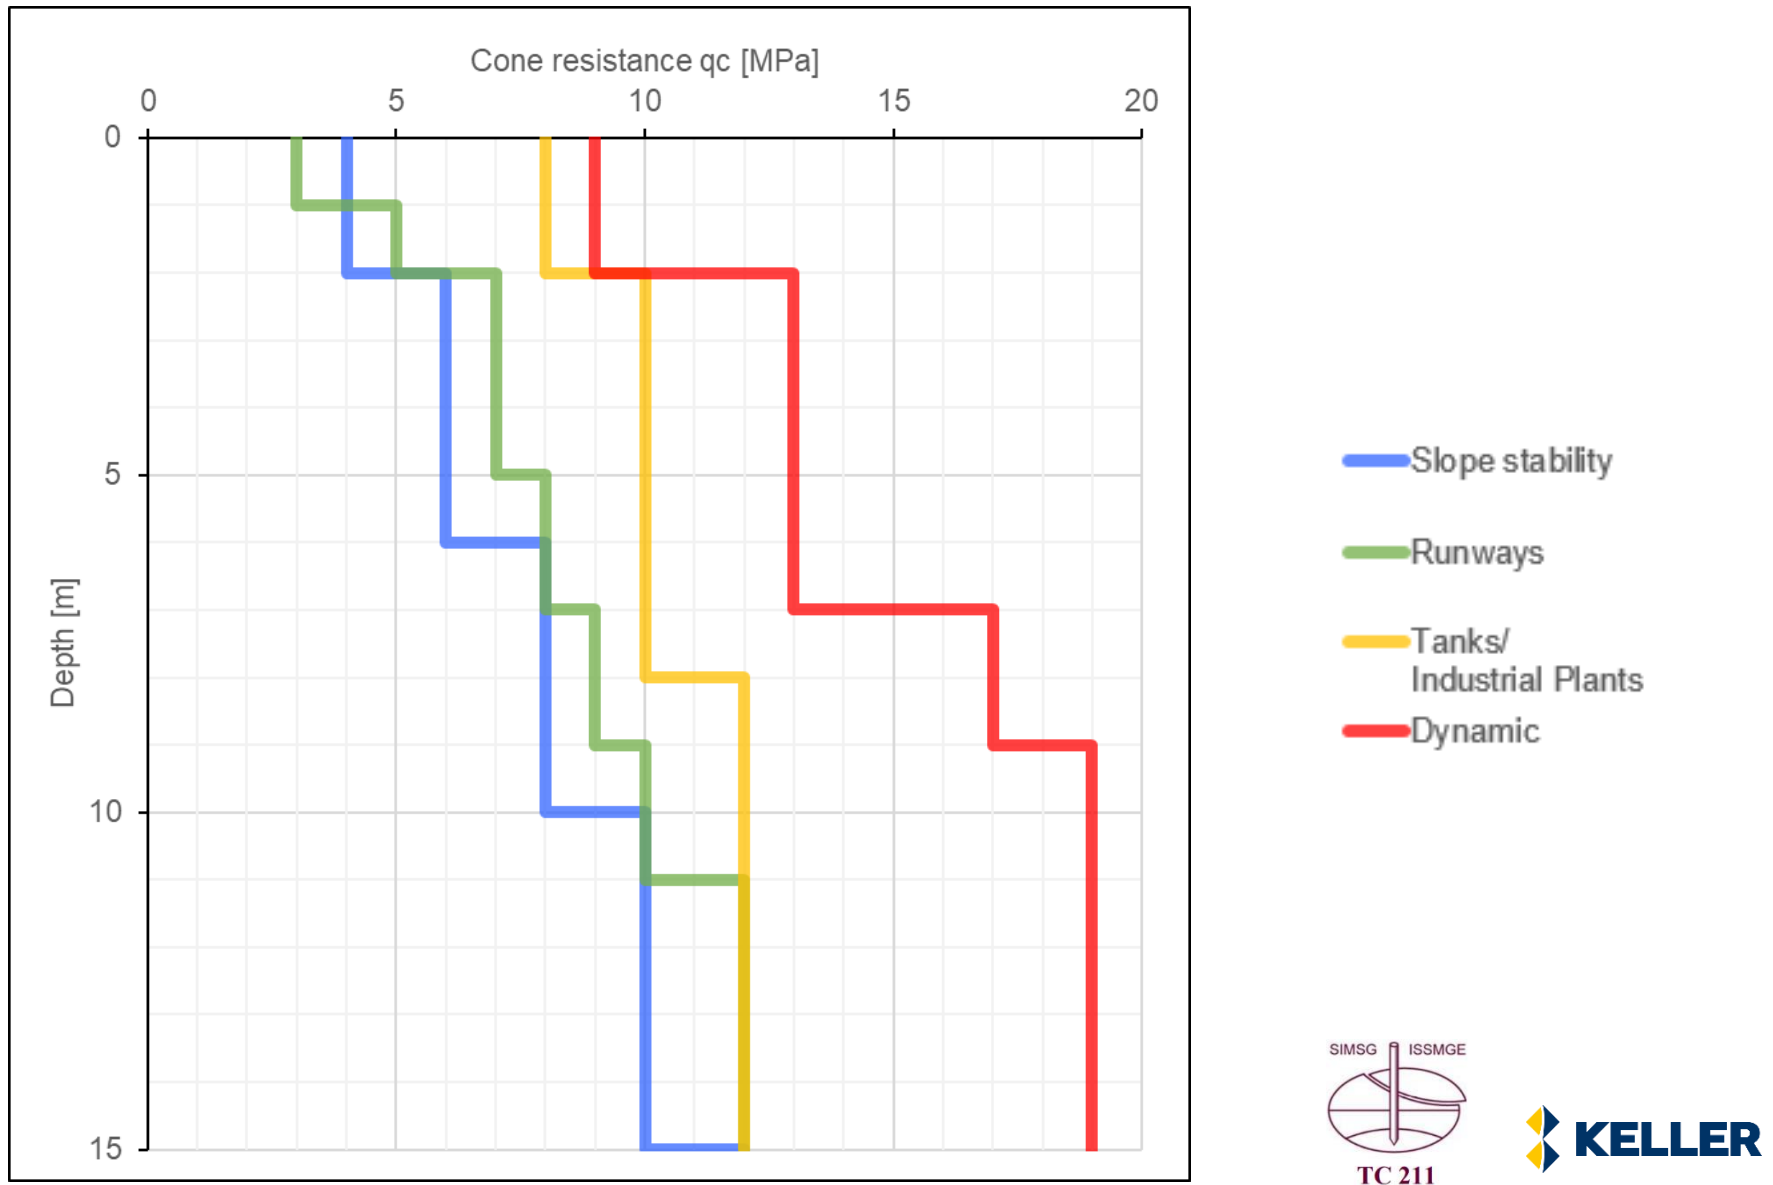 Cone resistance qc [MPa]
0 5 10 15 20
0
5
10
15
Depth [m]
Slope stability
Runways
Tanks/
Industrial Plants
Dynamic
SIMSG ISSMGE
TC 211
KELLER